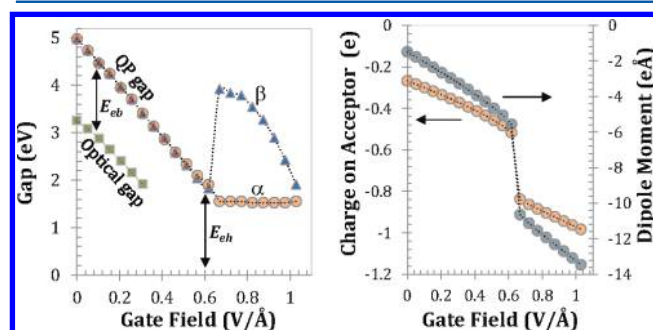 5
4
3
2
1
0
Gap (eV)
QP gap
E_eb
Optical gap
β
α
E_eh
0 0.2 0.4 0.6 0.8 1
Gate Field (V/Å)
0
-0.2
-0.4
-0.6
-0.8
-1
-1.2
Charge on Acceptor (e)
0
-2
-4
-6
-8
-10
-12
-14
Dipole Moment (eÅ)
0 0.2 0.4 0.6 0.8 1
Gate Field (V/Å)